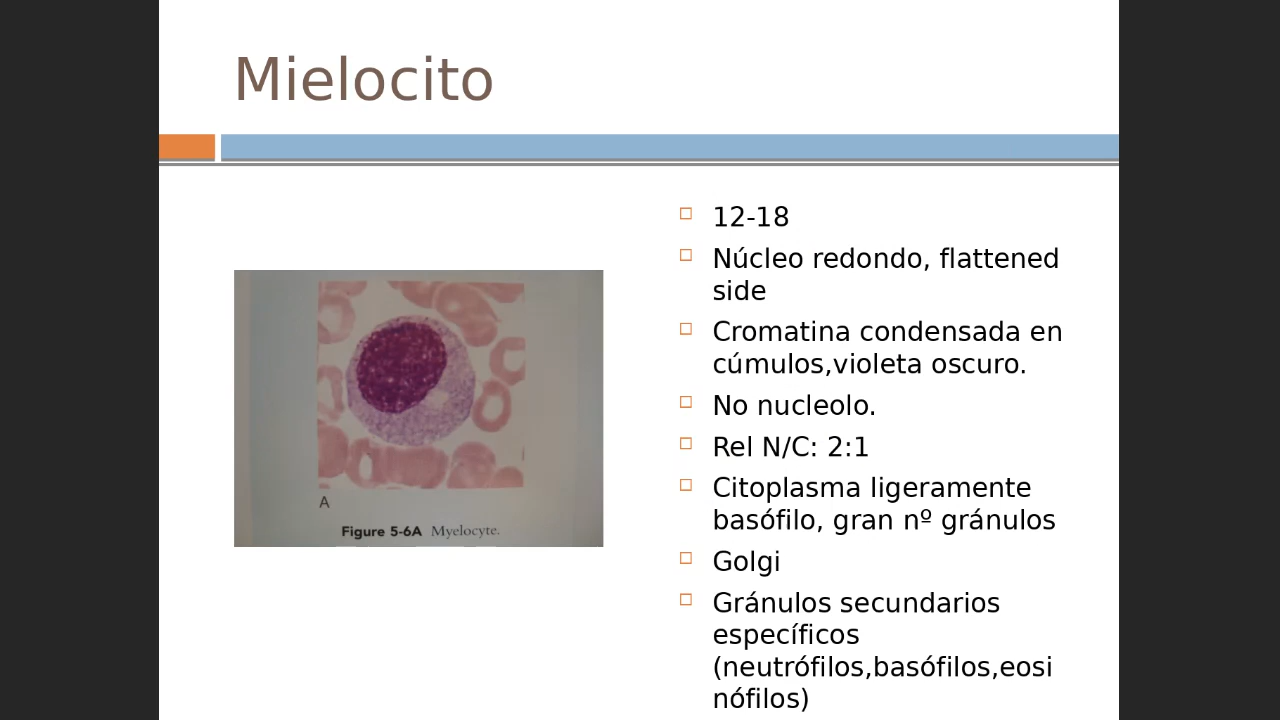 Mielocito
12-18
Núcleo redondo, flattened
side
Cromatina condensada en
cúmulos,violeta oscuro.
No nucleolo.
Rel N/C: 2:1
Citoplasma ligeramente
basófilo, gran nº gránulos
Golgi
Gránulos secundarios
específicos
(neutrófilos,basófilos,eosi
nófilos)
A
Figure 5-6A Myelocyte.